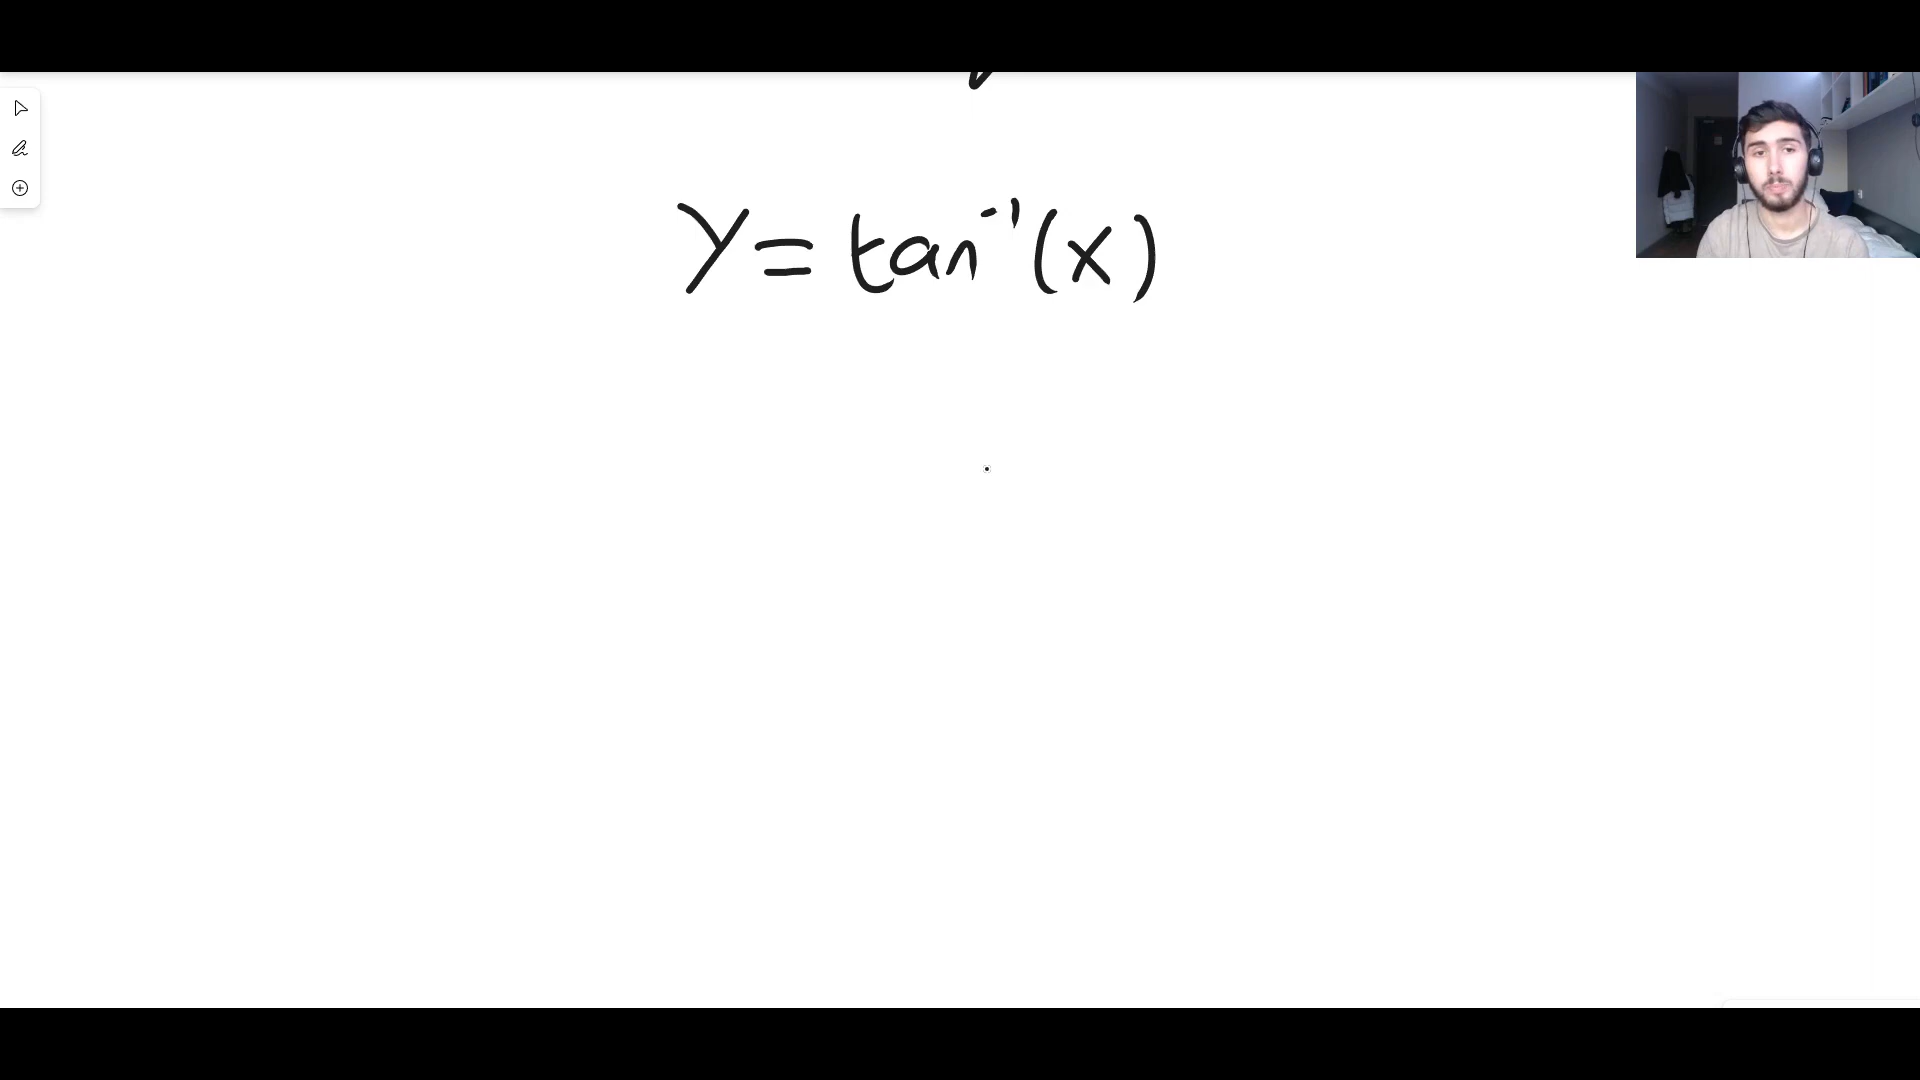 y = tan⁻¹(x)